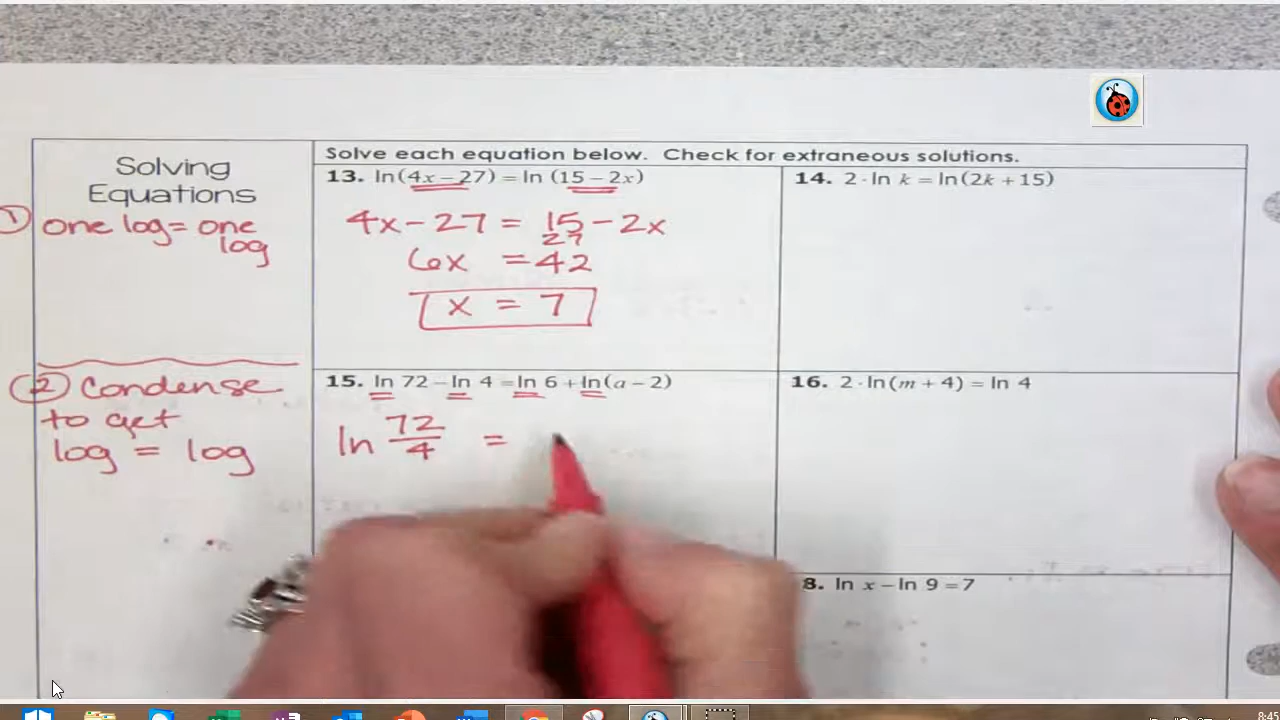 Solving
Equations
① one log = one
log
② Condense
to get
log = log
Solve each equation below. Check for extraneous solutions.
13. ln(4x – 27) = ln (15 – 2x)
4x – 27 = 15 – 2x
27
6x = 42
x = 7
14. 2 · ln k = ln(2k + 15)
15. ln 72 – ln 4 = ln 6 + ln(a – 2)
ln 72/4 =
16. 2 · ln(m + 4) = ln 4
8. ln x – ln 9 = 7
8:45